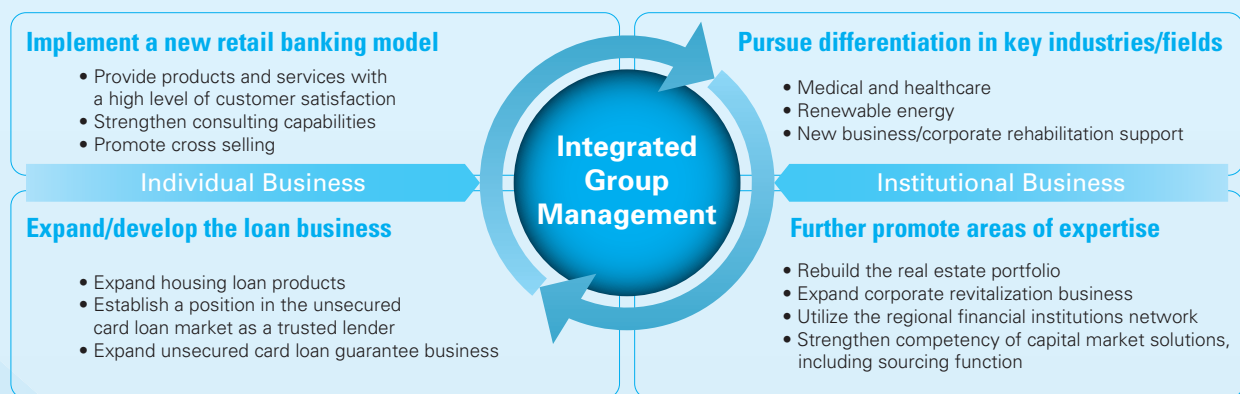 Implement a new retail banking model
• Provide products and services with
a high level of customer satisfaction
• Strengthen consulting capabilities
• Promote cross selling
Individual Business
Expand/develop the loan business
• Expand housing loan products
• Establish a position in the unsecured
card loan market as a trusted lender
• Expand unsecured card loan guarantee business
Integrated
Group
Management
Pursue differentiation in key industries/fields
• Medical and healthcare
• Renewable energy
• New business/corporate rehabilitation support
Institutional Business
Further promote areas of expertise
• Rebuild the real estate portfolio
• Expand corporate revitalization business
• Utilize the regional financial institutions network
• Strengthen competency of capital market solutions,
including sourcing function